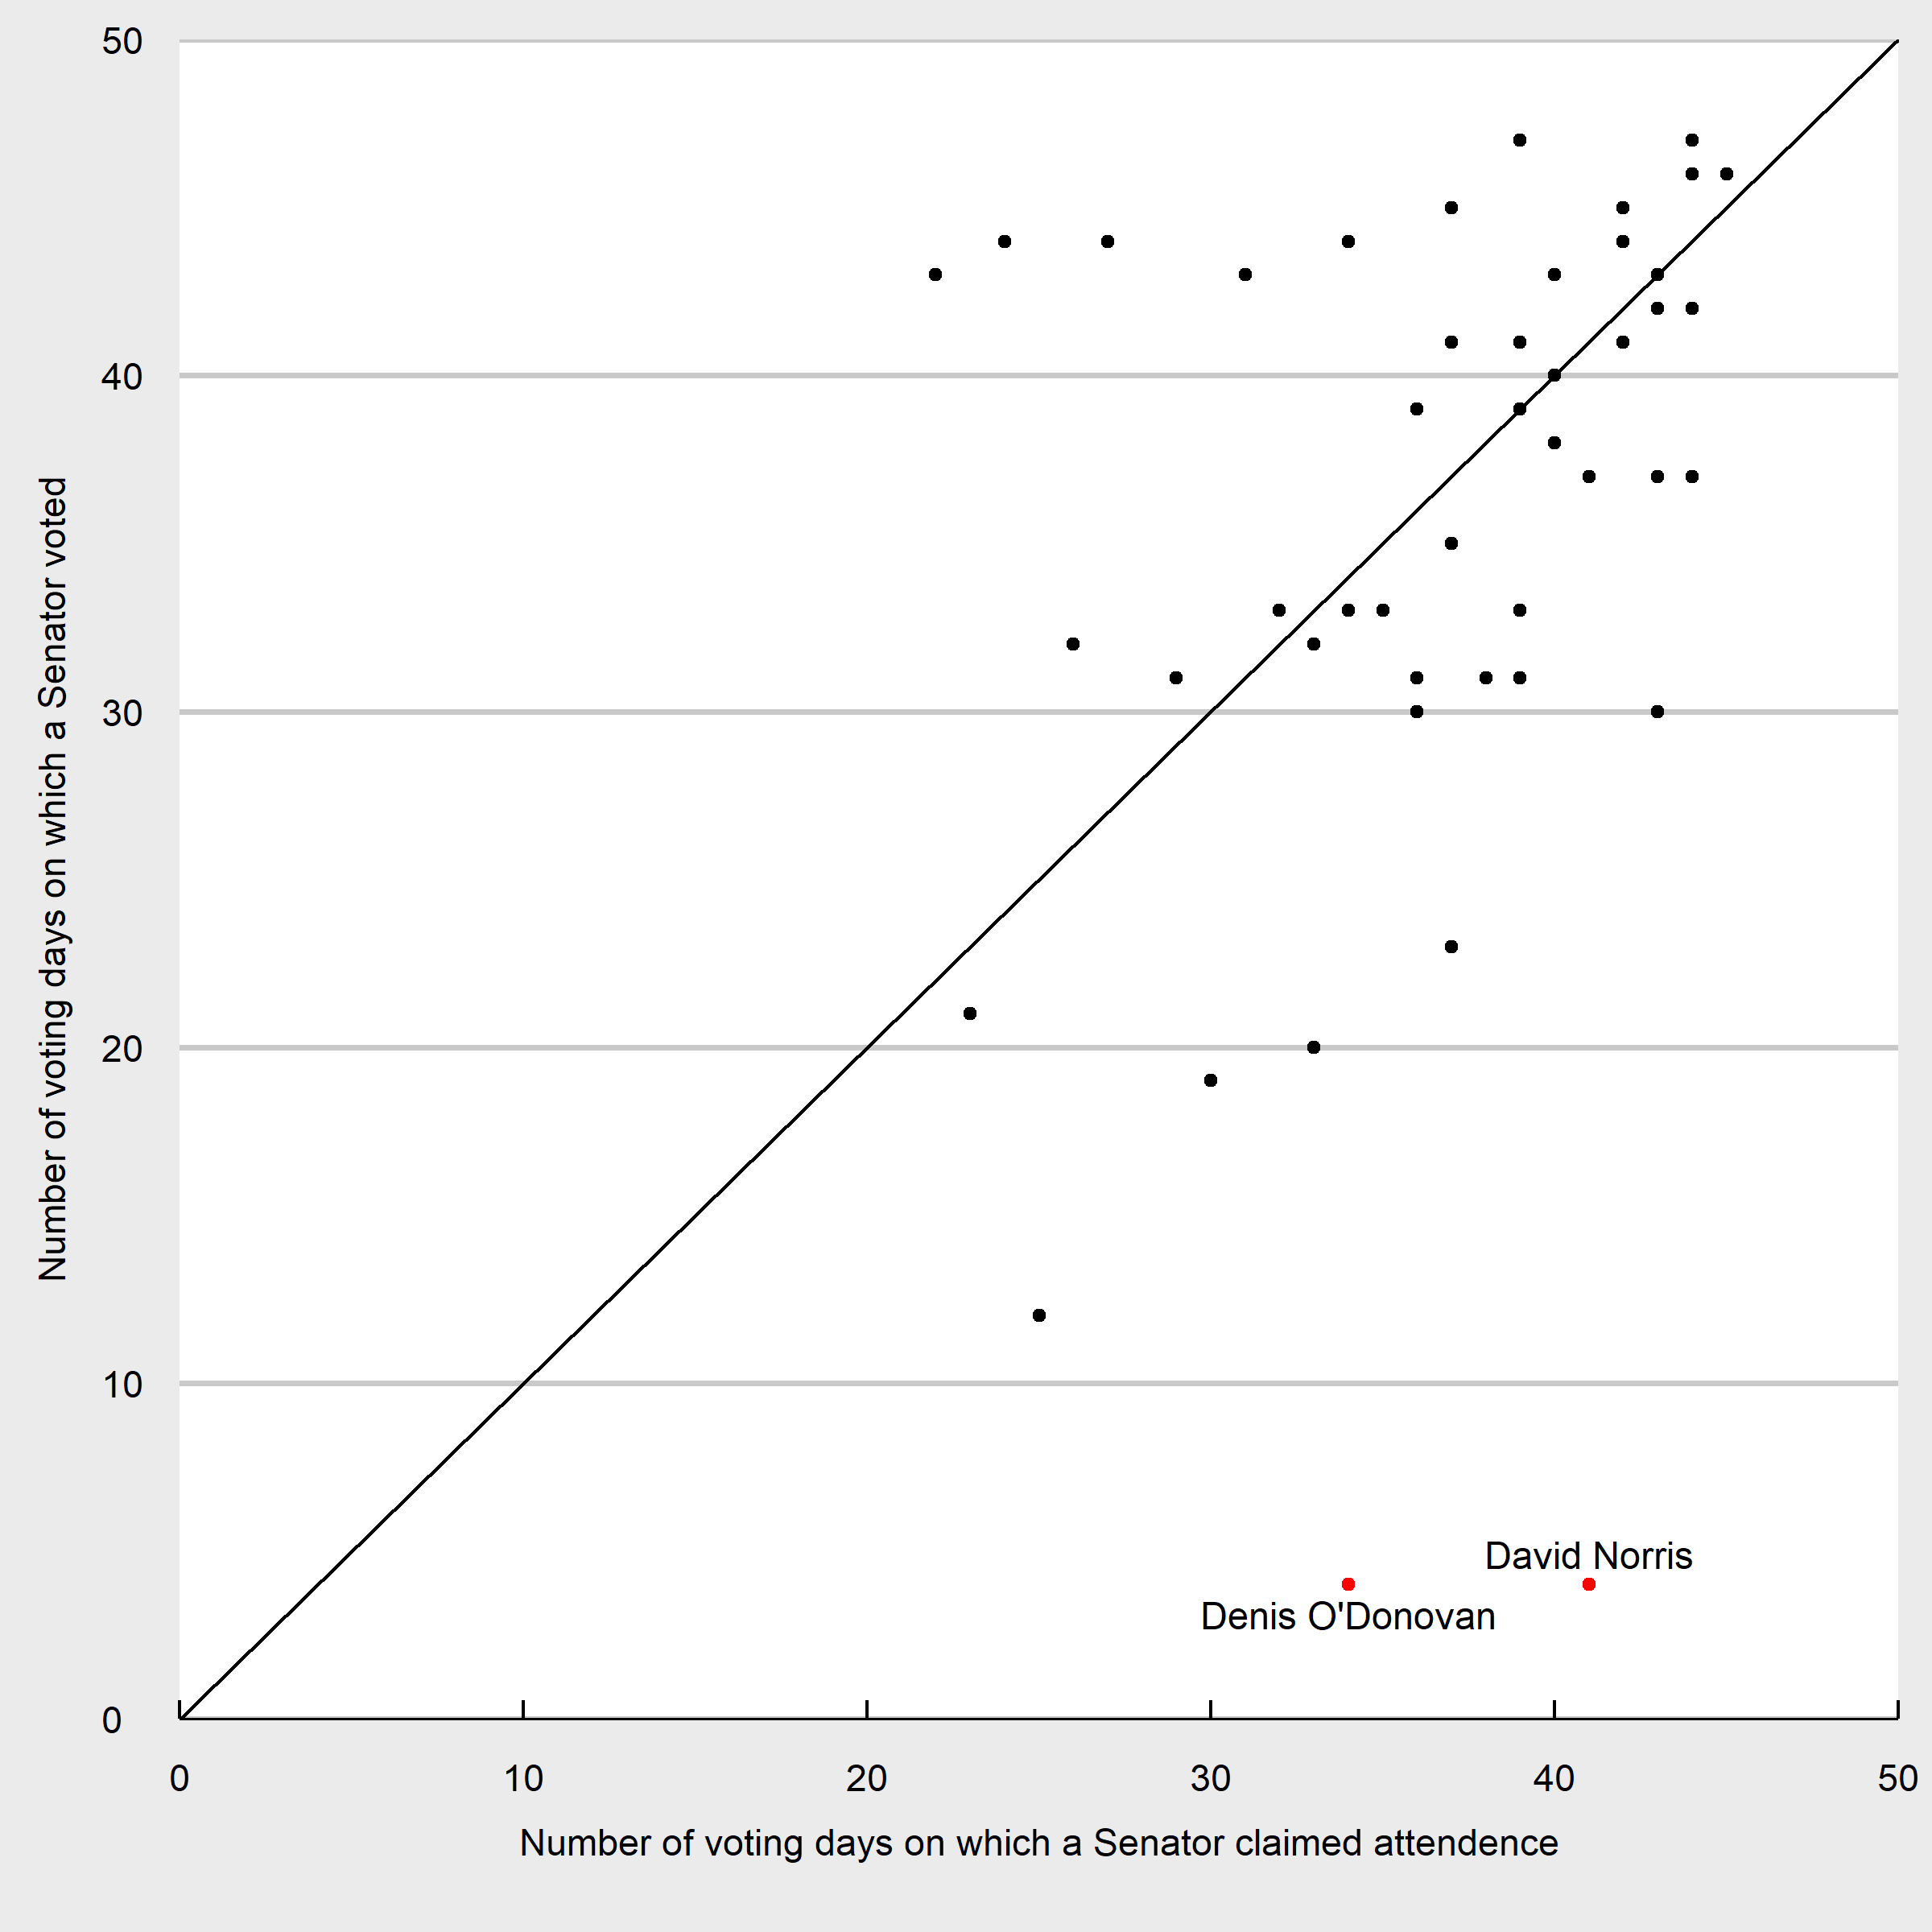 50
40
30
20
10
0
Number of voting days on which a Senator voted
David Norris
Denis O'Donovan
0 10 20 30 40 50
Number of voting days on which a Senator claimed attendence